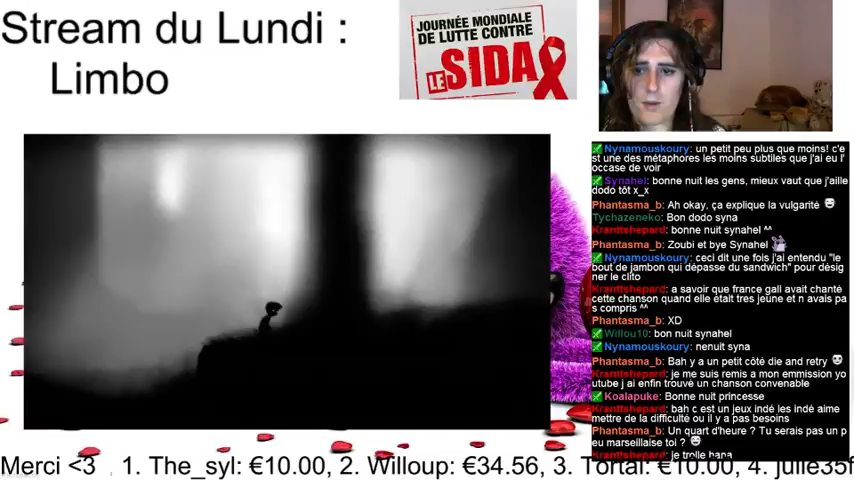 Stream du Lundi :
Limbo
JOURNÉE MONDIALE
DE LUTTE CONTRE
LE SIDA
Nynamouskoury: un petit peu plus que moins! c'e
st une des métaphores les moins subtiles que j'ai eu l'
occase de voir
Synahel: bonne nuit les gens, mieux vaut que j'aille
dodo tôt x_x
Phantasma_b: Ah okay, ça explique la vulgarité
Tychazeneko: Bon dodo syna
Kranttshepard: bonne nuit synahel ^^
Phantasma_b: Zoubi et bye Synahel
Nynamouskoury: ceci dit une fois j'ai entendu "le
bout de jambon qui dépasse du sandwich" pour désig
ner le clito
Kranttshepard: a savoir que france gall avait chanté
cette chanson quand elle était tres jeune et n avais pa
s compris ^^
Phantasma_b: XD
Willou10: bon nuit synahel
Nynamouskoury: nenuit syna
Phantasma_b: Bah y a un petit côté die and retry
Kranttshepard: je me suis remis a mon emmission yo
utube j ai enfin trouvé un chanson convenable
Koalapuke: Bonne nuit princesse
Kranttshepard: bah c est un jeux indé les indé aime
mettre de la difficulté ou il y a pas besoins
Phantasma_b: Un quart d'heure ? Tu serais pas un p
eu marseillaise toi ?
Kranttshepard: je trolle haha
Merci <3 1. The_syl: €10.00, 2. Willoup: €34.56, 3. Tortal: €10.00, 4. julie35f